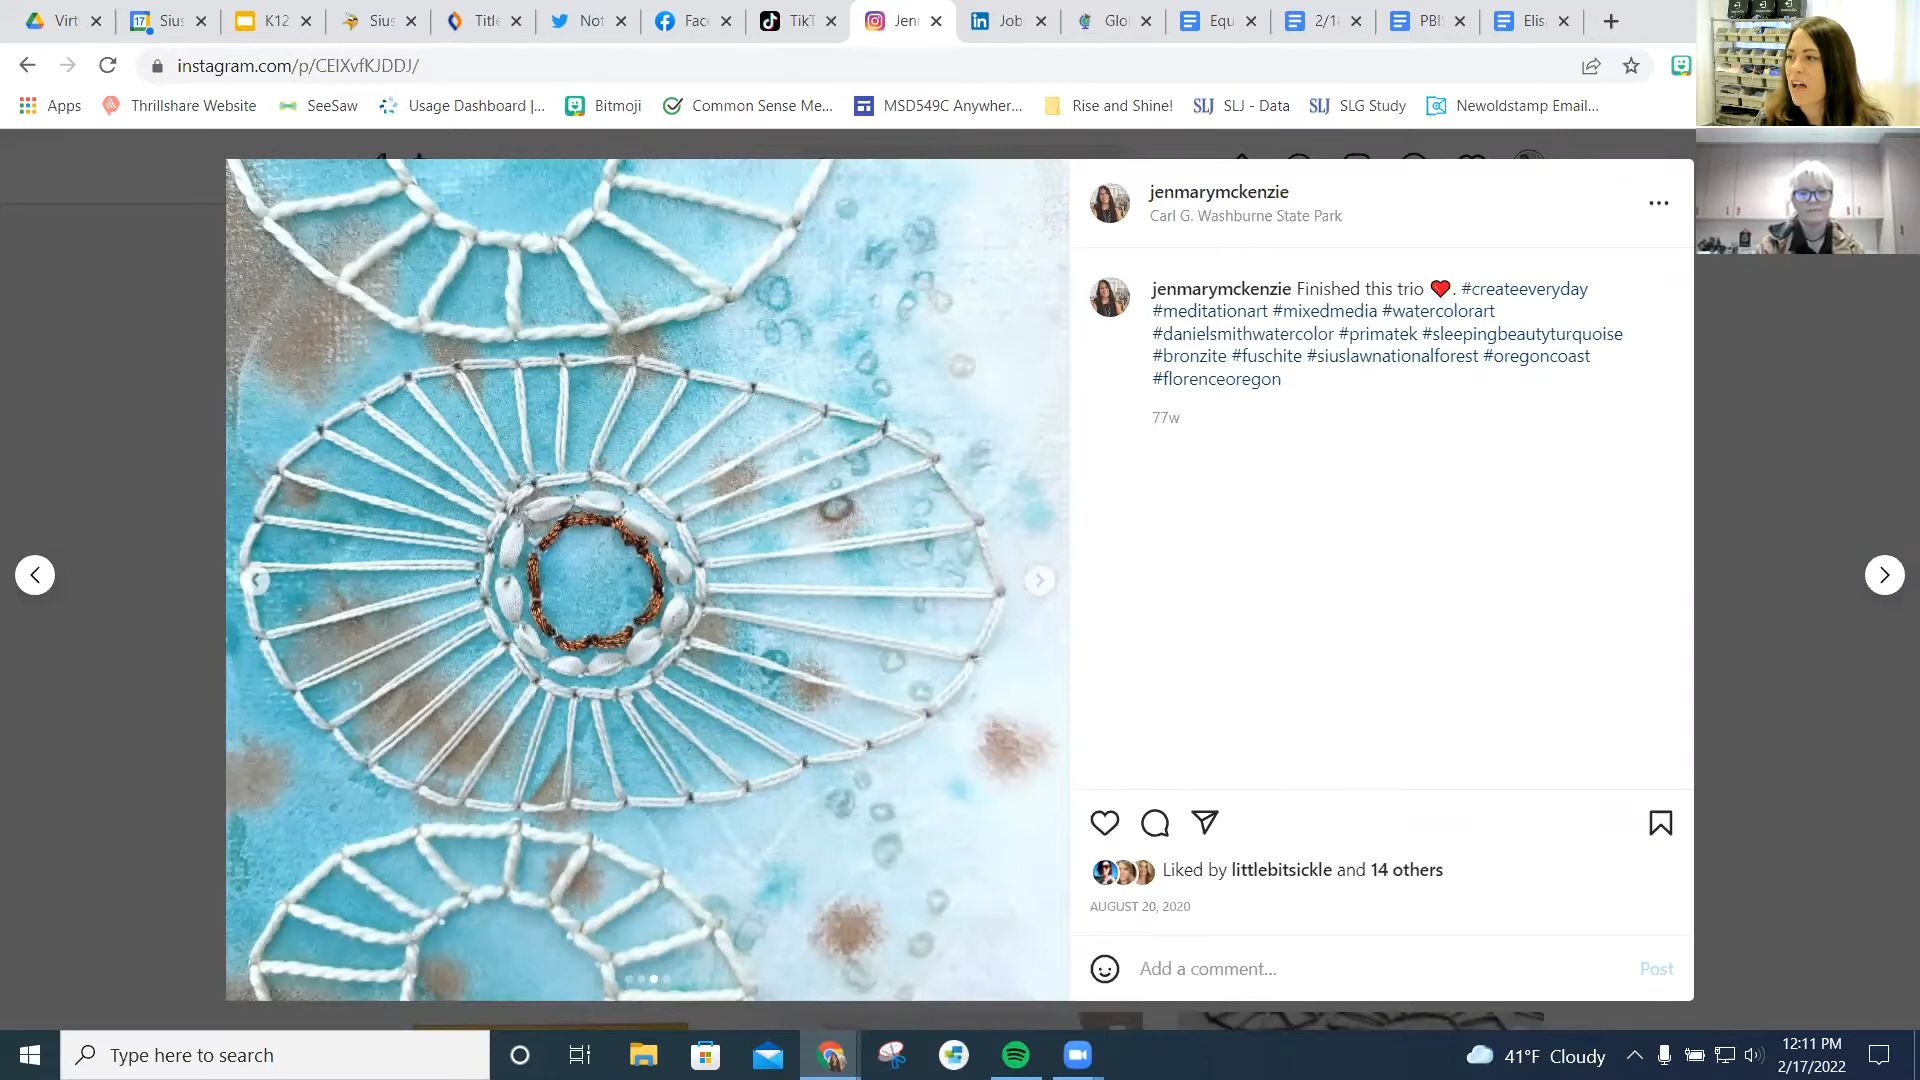 Virt
17 Sius
K12
Sius
Title
Not
Face
TikT
Jenn
Job
Glo
Equ
2/1
PBI
Elis
instagram.com/p/CEIXvfKJDDJ/
Apps
Thrillshare Website
SeeSaw
Usage Dashboard |...
Bitmoji
Common Sense Me...
MSD549C Anywher...
Rise and Shine!
SLJ SLJ - Data
SLJ SLG Study
Newoldstamp Email...
jenmarymckenzie
Carl G. Washburne State Park
jenmarymckenzie Finished this trio ❤️. #createeveryday
#meditationart #mixedmedia #watercolorart
#danielsmithwatercolor #primatek #sleepingbeautyturquoise
#bronzite #fuschite #siuslawnationalforest #oregoncoast
#florenceoregon
77w
Liked by littlebitsickle and 14 others
AUGUST 20, 2020
Add a comment...
Post
Type here to search
41°F Cloudy
12:11 PM
2/17/2022